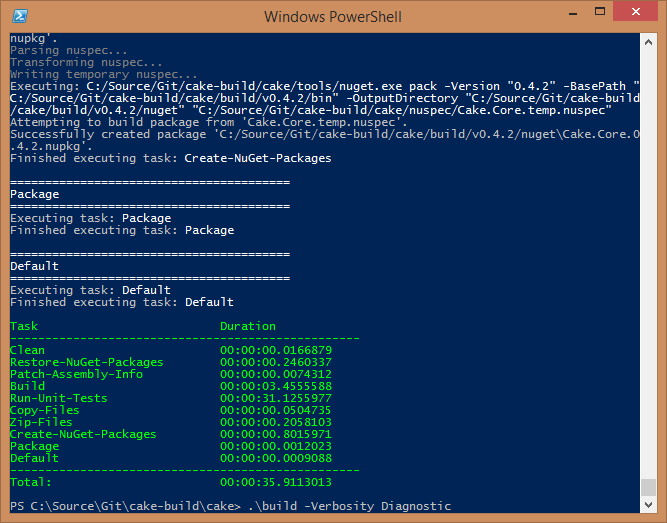 Windows PowerShell
nupkg'.
Parsing nuspec...
Transforming nuspec...
Writing temporary nuspec...
Executing: C:/Source/Git/cake-build/cake/tools/nuget.exe pack -Version "0.4.2" -BasePath "
C:/Source/Git/cake-build/cake/build/v0.4.2/bin" -OutputDirectory "C:/Source/Git/cake-build
/cake/build/v0.4.2/nuget" "C:/Source/Git/cake-build/cake/nuspec/Cake.Core.temp.nuspec"
Attempting to build package from 'Cake.Core.temp.nuspec'.
Successfully created package 'C:/Source/Git/cake-build/cake/build/v0.4.2/nuget\Cake.Core.0
.4.2.nupkg'.
Finished executing task: Create-NuGet-Packages
========================================
Package
========================================
Executing task: Package
Finished executing task: Package
========================================
Default
========================================
Executing task: Default
Finished executing task: Default
Task Duration
--------------------------------------------------
Clean 00:00:00.0166879
Restore-NuGet-Packages 00:00:00.2460337
Patch-Assembly-Info 00:00:00.0074312
Build 00:00:03.4555588
Run-Unit-Tests 00:00:31.1255977
Copy-Files 00:00:00.0504735
Zip-Files 00:00:00.2058103
Create-NuGet-Packages 00:00:00.8015971
Package 00:00:00.0012023
Default 00:00:00.0009088
--------------------------------------------------
Total: 00:00:35.9113013
PS C:\Source\Git\cake-build\cake> .\build -Verbosity Diagnostic